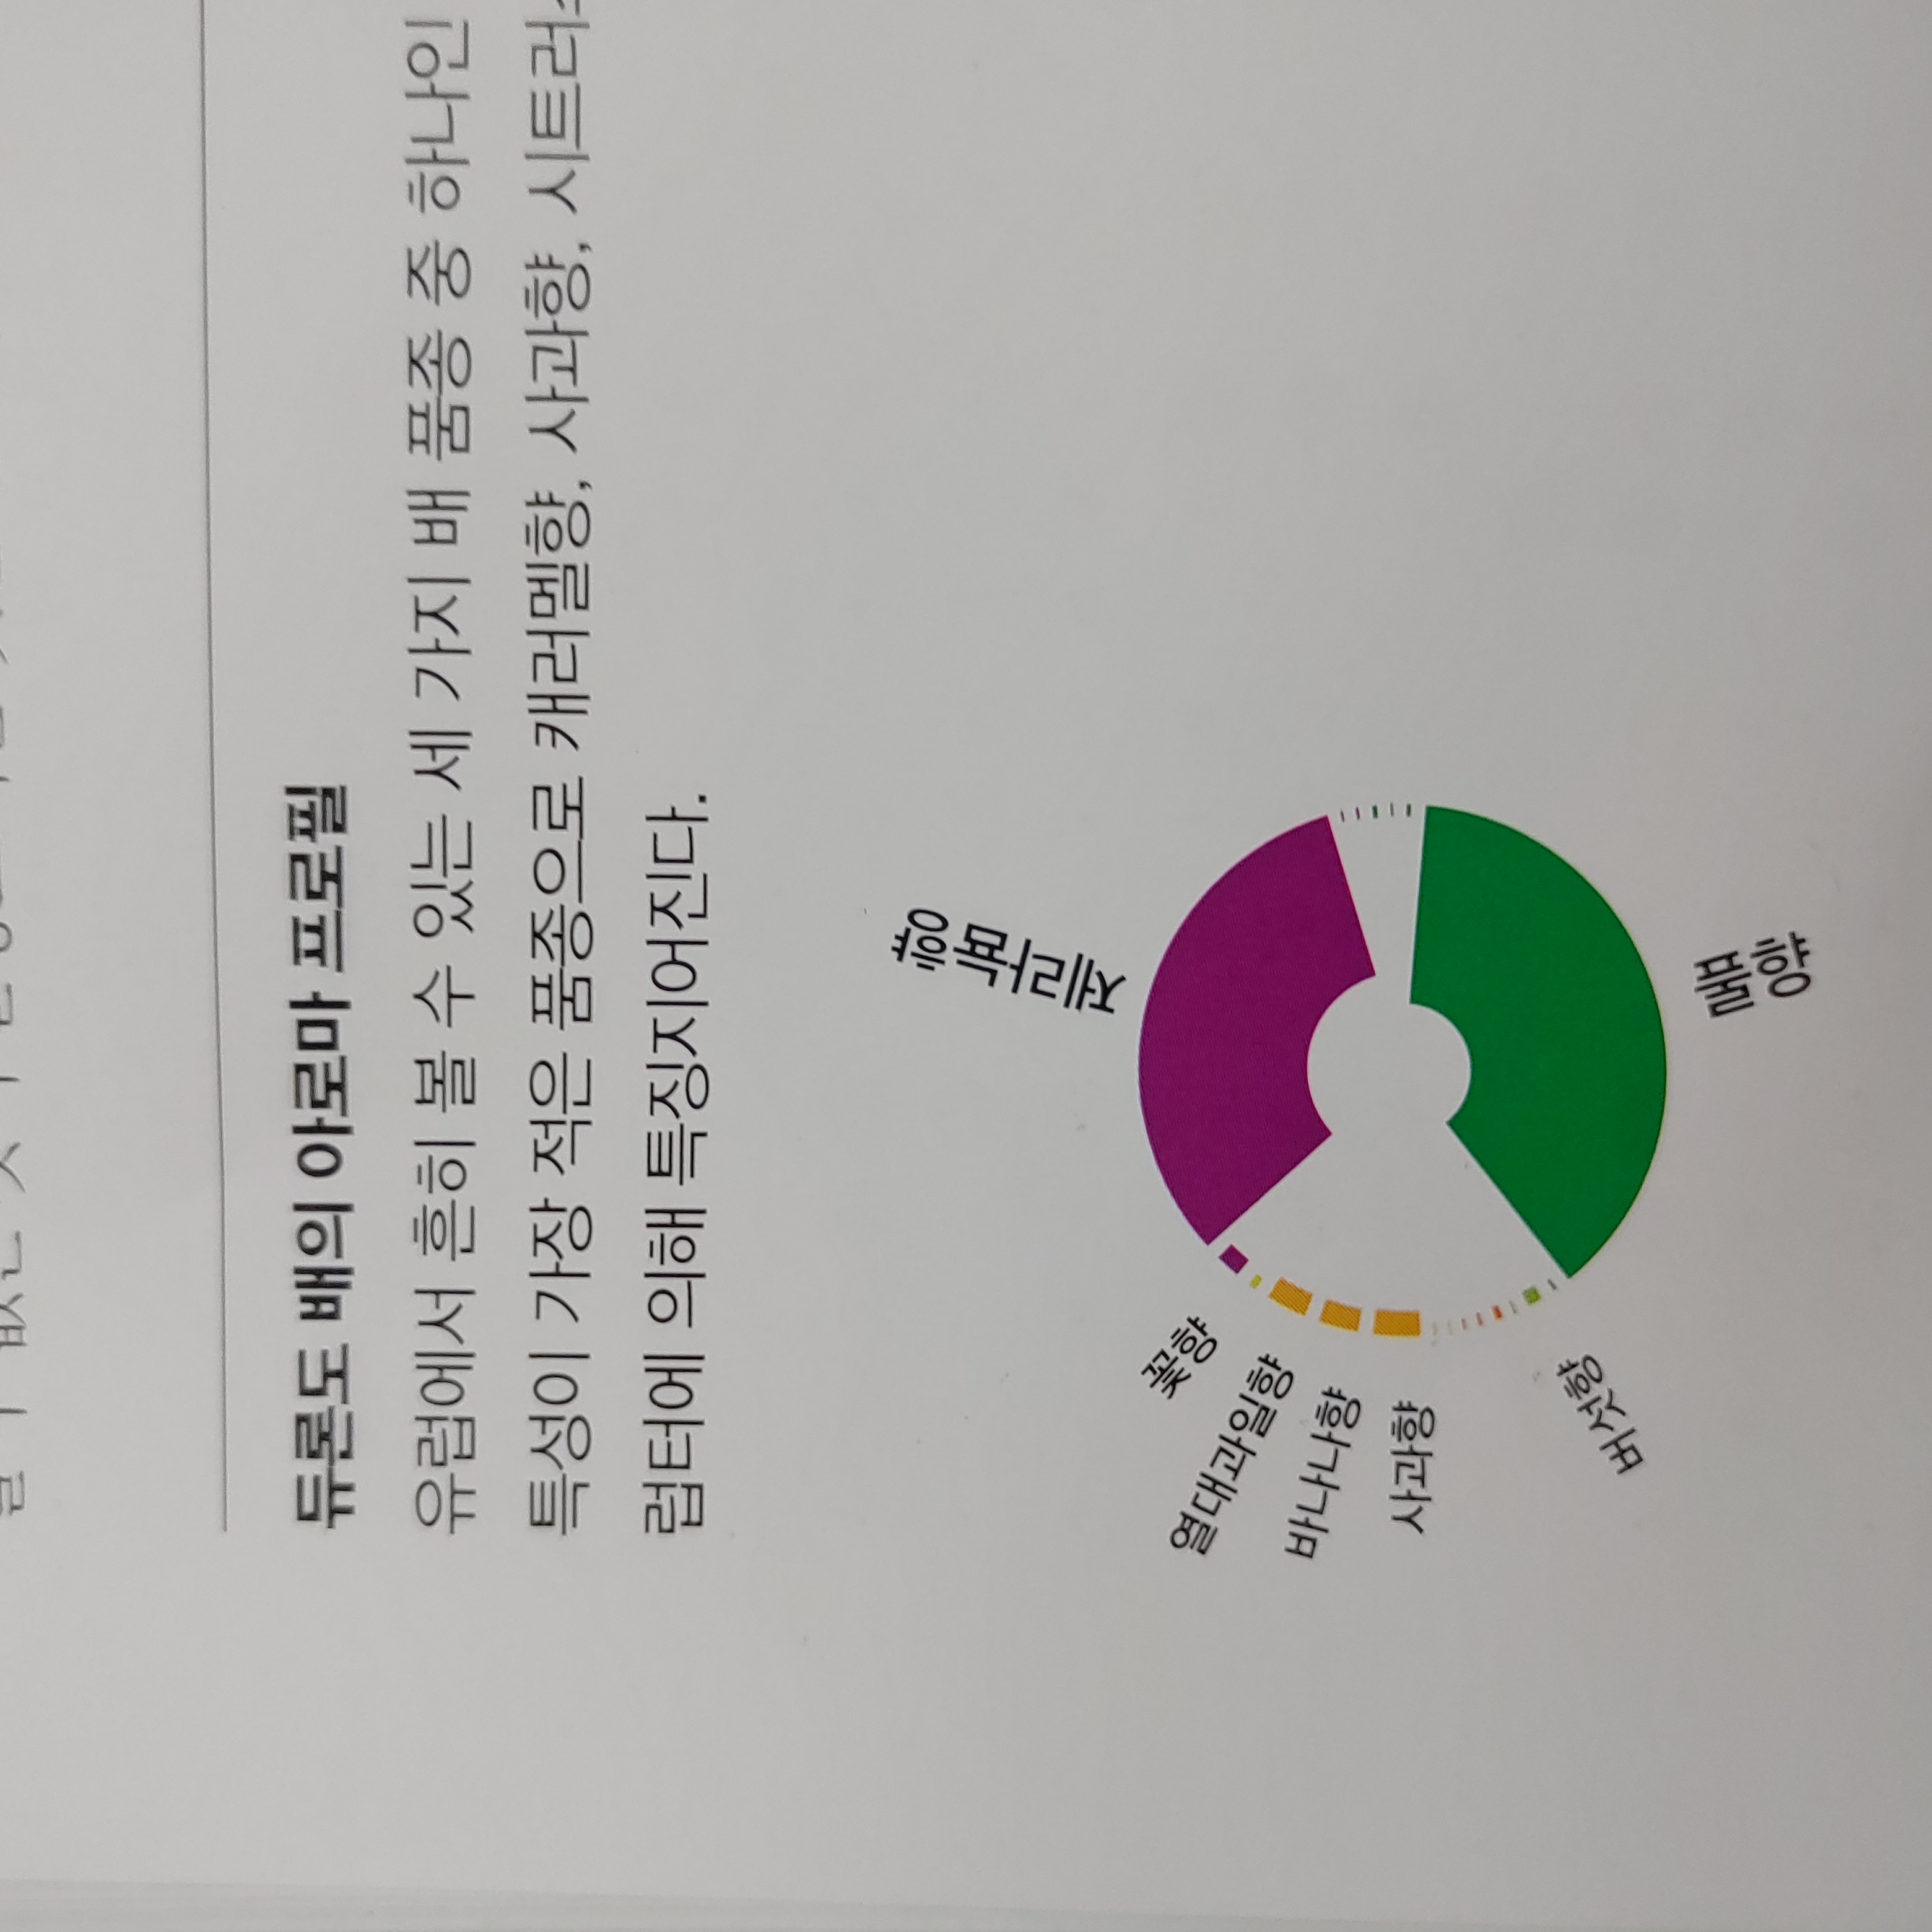 듀론도 배의 아로마 프로필
유럽에서 흔히 볼 수 있는 세 가지 배 품종 중 하나인
특성이 가장 적은 품종으로 캐러멜향, 사과향, 시트러
럽터에 의해 특징지어진다.
제라늄향
꽃향
열대과일향
바나나향
사과향
버섯향
풀향